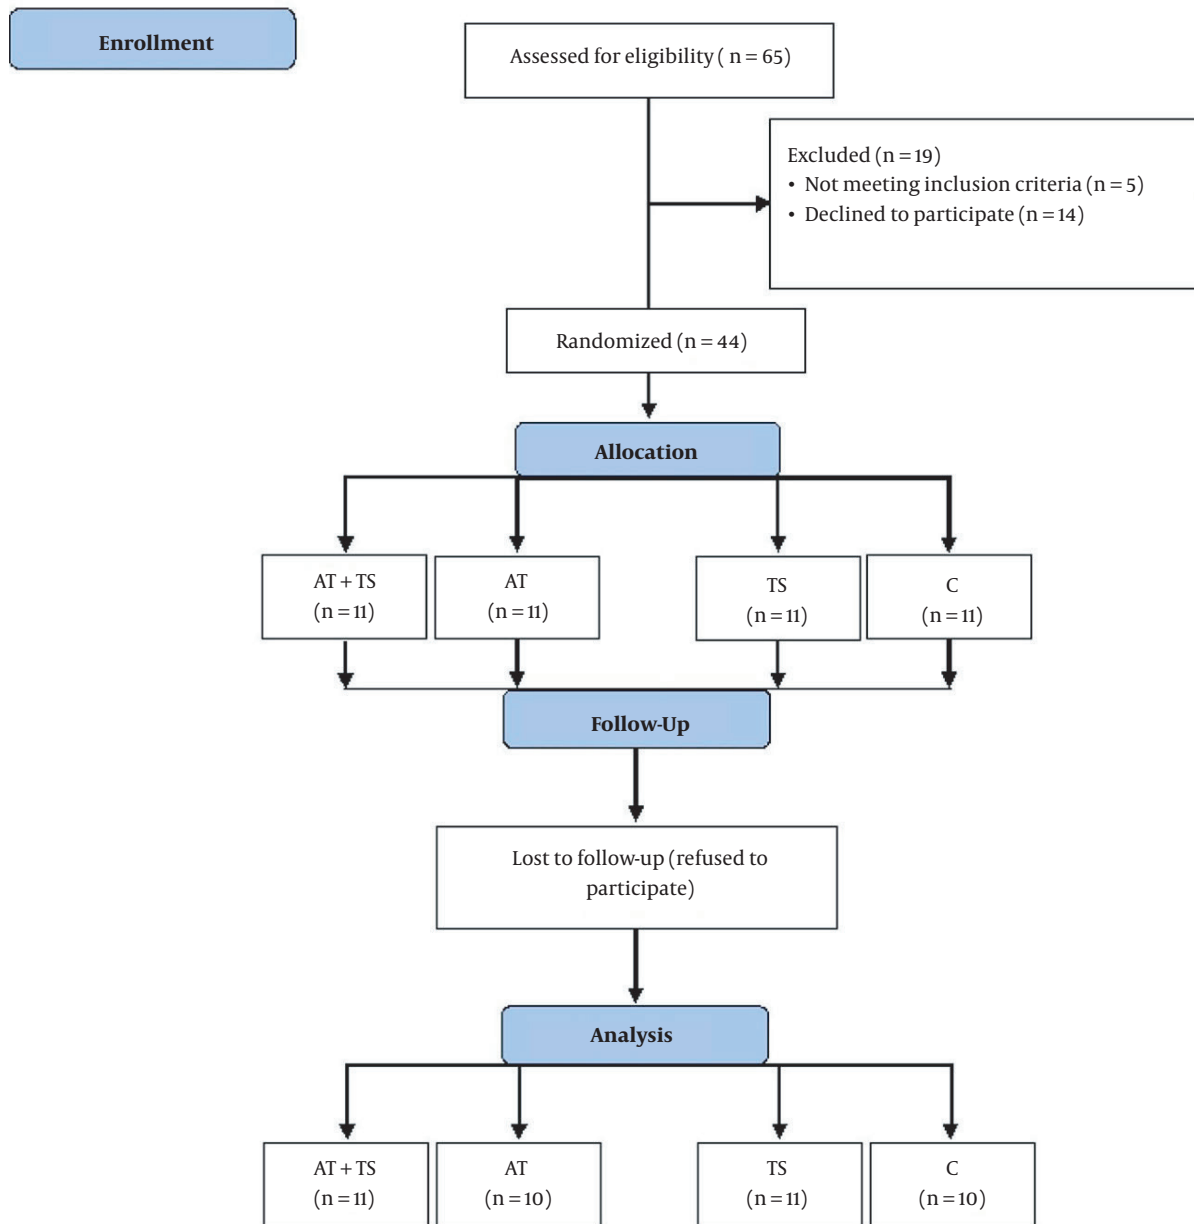 Enrollment
Assessed for eligibility ( n = 65)
Excluded (n = 19)
• Not meeting inclusion criteria (n = 5)
• Declined to participate (n = 14)
Randomized (n = 44)
Allocation
AT + TS
(n = 11)
AT
(n = 11)
TS
(n = 11)
C
(n = 11)
Follow-Up
Lost to follow-up (refused to
participate)
Analysis
AT + TS
(n = 11)
AT
(n = 10)
TS
(n = 11)
C
(n = 10)